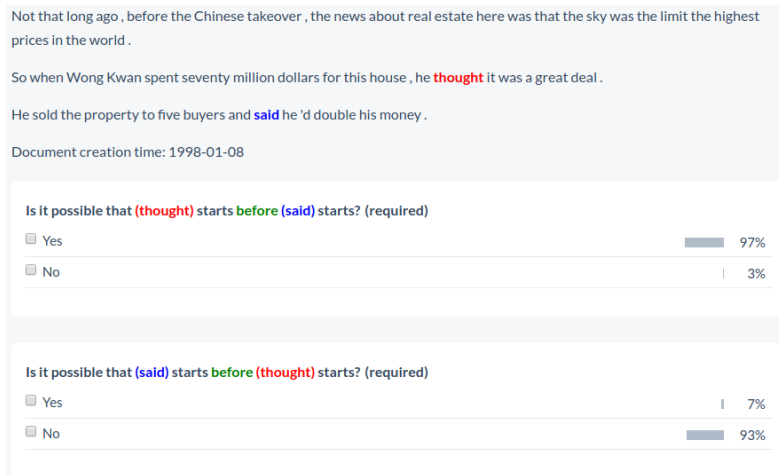 Not that long ago , before the Chinese takeover , the news about real estate here was that the sky was the limit the highest
prices in the world .
So when Wong Kwan spent seventy million dollars for this house , he thought it was a great deal .
He sold the property to five buyers and said he 'd double his money .
Document creation time: 1998-01-08
Is it possible that (thought) starts before (said) starts? (required)
Yes 97%
No 3%
Is it possible that (said) starts before (thought) starts? (required)
Yes 7%
No 93%